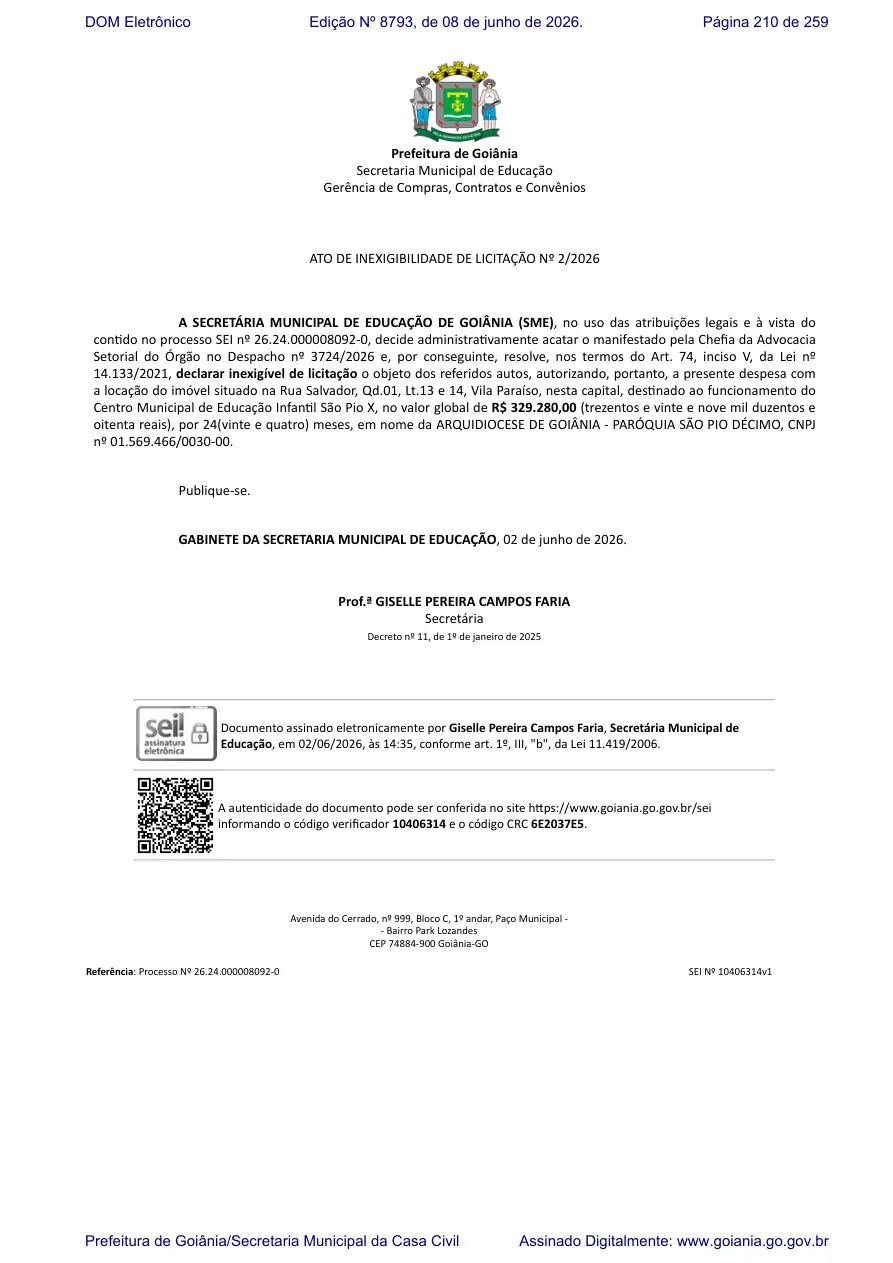 DOM Eletrônico Edição Nº 8793, de 08 de junho de 2026. Página 210 de 259
Prefeitura de Goiânia
Secretaria Municipal de Educação
Gerência de Compras, Contratos e Convênios
ATO DE INEXIGIBILIDADE DE LICITAÇÃO Nº 2/2026
A SECRETÁRIA MUNICIPAL DE EDUCAÇÃO DE GOIÂNIA (SME), no uso das atribuições legais e à vista do
contido no processo SEI nº 26.24.000008092-0, decide administrativamente acatar o manifestado pela Chefia da Advocacia
Setorial do Órgão no Despacho nº 3724/2026 e, por conseguinte, resolve, nos termos do Art. 74, inciso V, da Lei nº
14.133/2021, declarar inexigível de licitação o objeto dos referidos autos, autorizando, portanto, a presente despesa com
a locação do imóvel situado na Rua Salvador, Qd.01, Lt.13 e 14, Vila Paraíso, nesta capital, destinado ao funcionamento do
Centro Municipal de Educação Infantil São Pio X, no valor global de R$ 329.280,00 (trezentos e vinte e nove mil duzentos e
oitenta reais), por 24(vinte e quatro) meses, em nome da ARQUIDIOCESE DE GOIÂNIA - PARÓQUIA SÃO PIO DÉCIMO, CNPJ
nº 01.569.466/0030-00.
Publique-se.
GABINETE DA SECRETARIA MUNICIPAL DE EDUCAÇÃO, 02 de junho de 2026.
Prof.ª GISELLE PEREIRA CAMPOS FARIA
Secretária
Decreto nº 11, de 1º de janeiro de 2025
sei!
assinatura
eletrônica
Documento assinado eletronicamente por Giselle Pereira Campos Faria, Secretária Municipal de
Educação, em 02/06/2026, às 14:35, conforme art. 1º, III, "b", da Lei 11.419/2006.
A autenticidade do documento pode ser conferida no site https://www.goiania.go.gov.br/sei
informando o código verificador 10406314 e o código CRC 6E2037E5.
Avenida do Cerrado, nº 999, Bloco C, 1º andar, Paço Municipal -
- Bairro Park Lozandes
CEP 74884-900 Goiânia-GO
Referência: Processo Nº 26.24.000008092-0 SEI Nº 10406314v1
Prefeitura de Goiânia/Secretaria Municipal da Casa Civil Assinado Digitalmente: www.goiania.go.gov.br